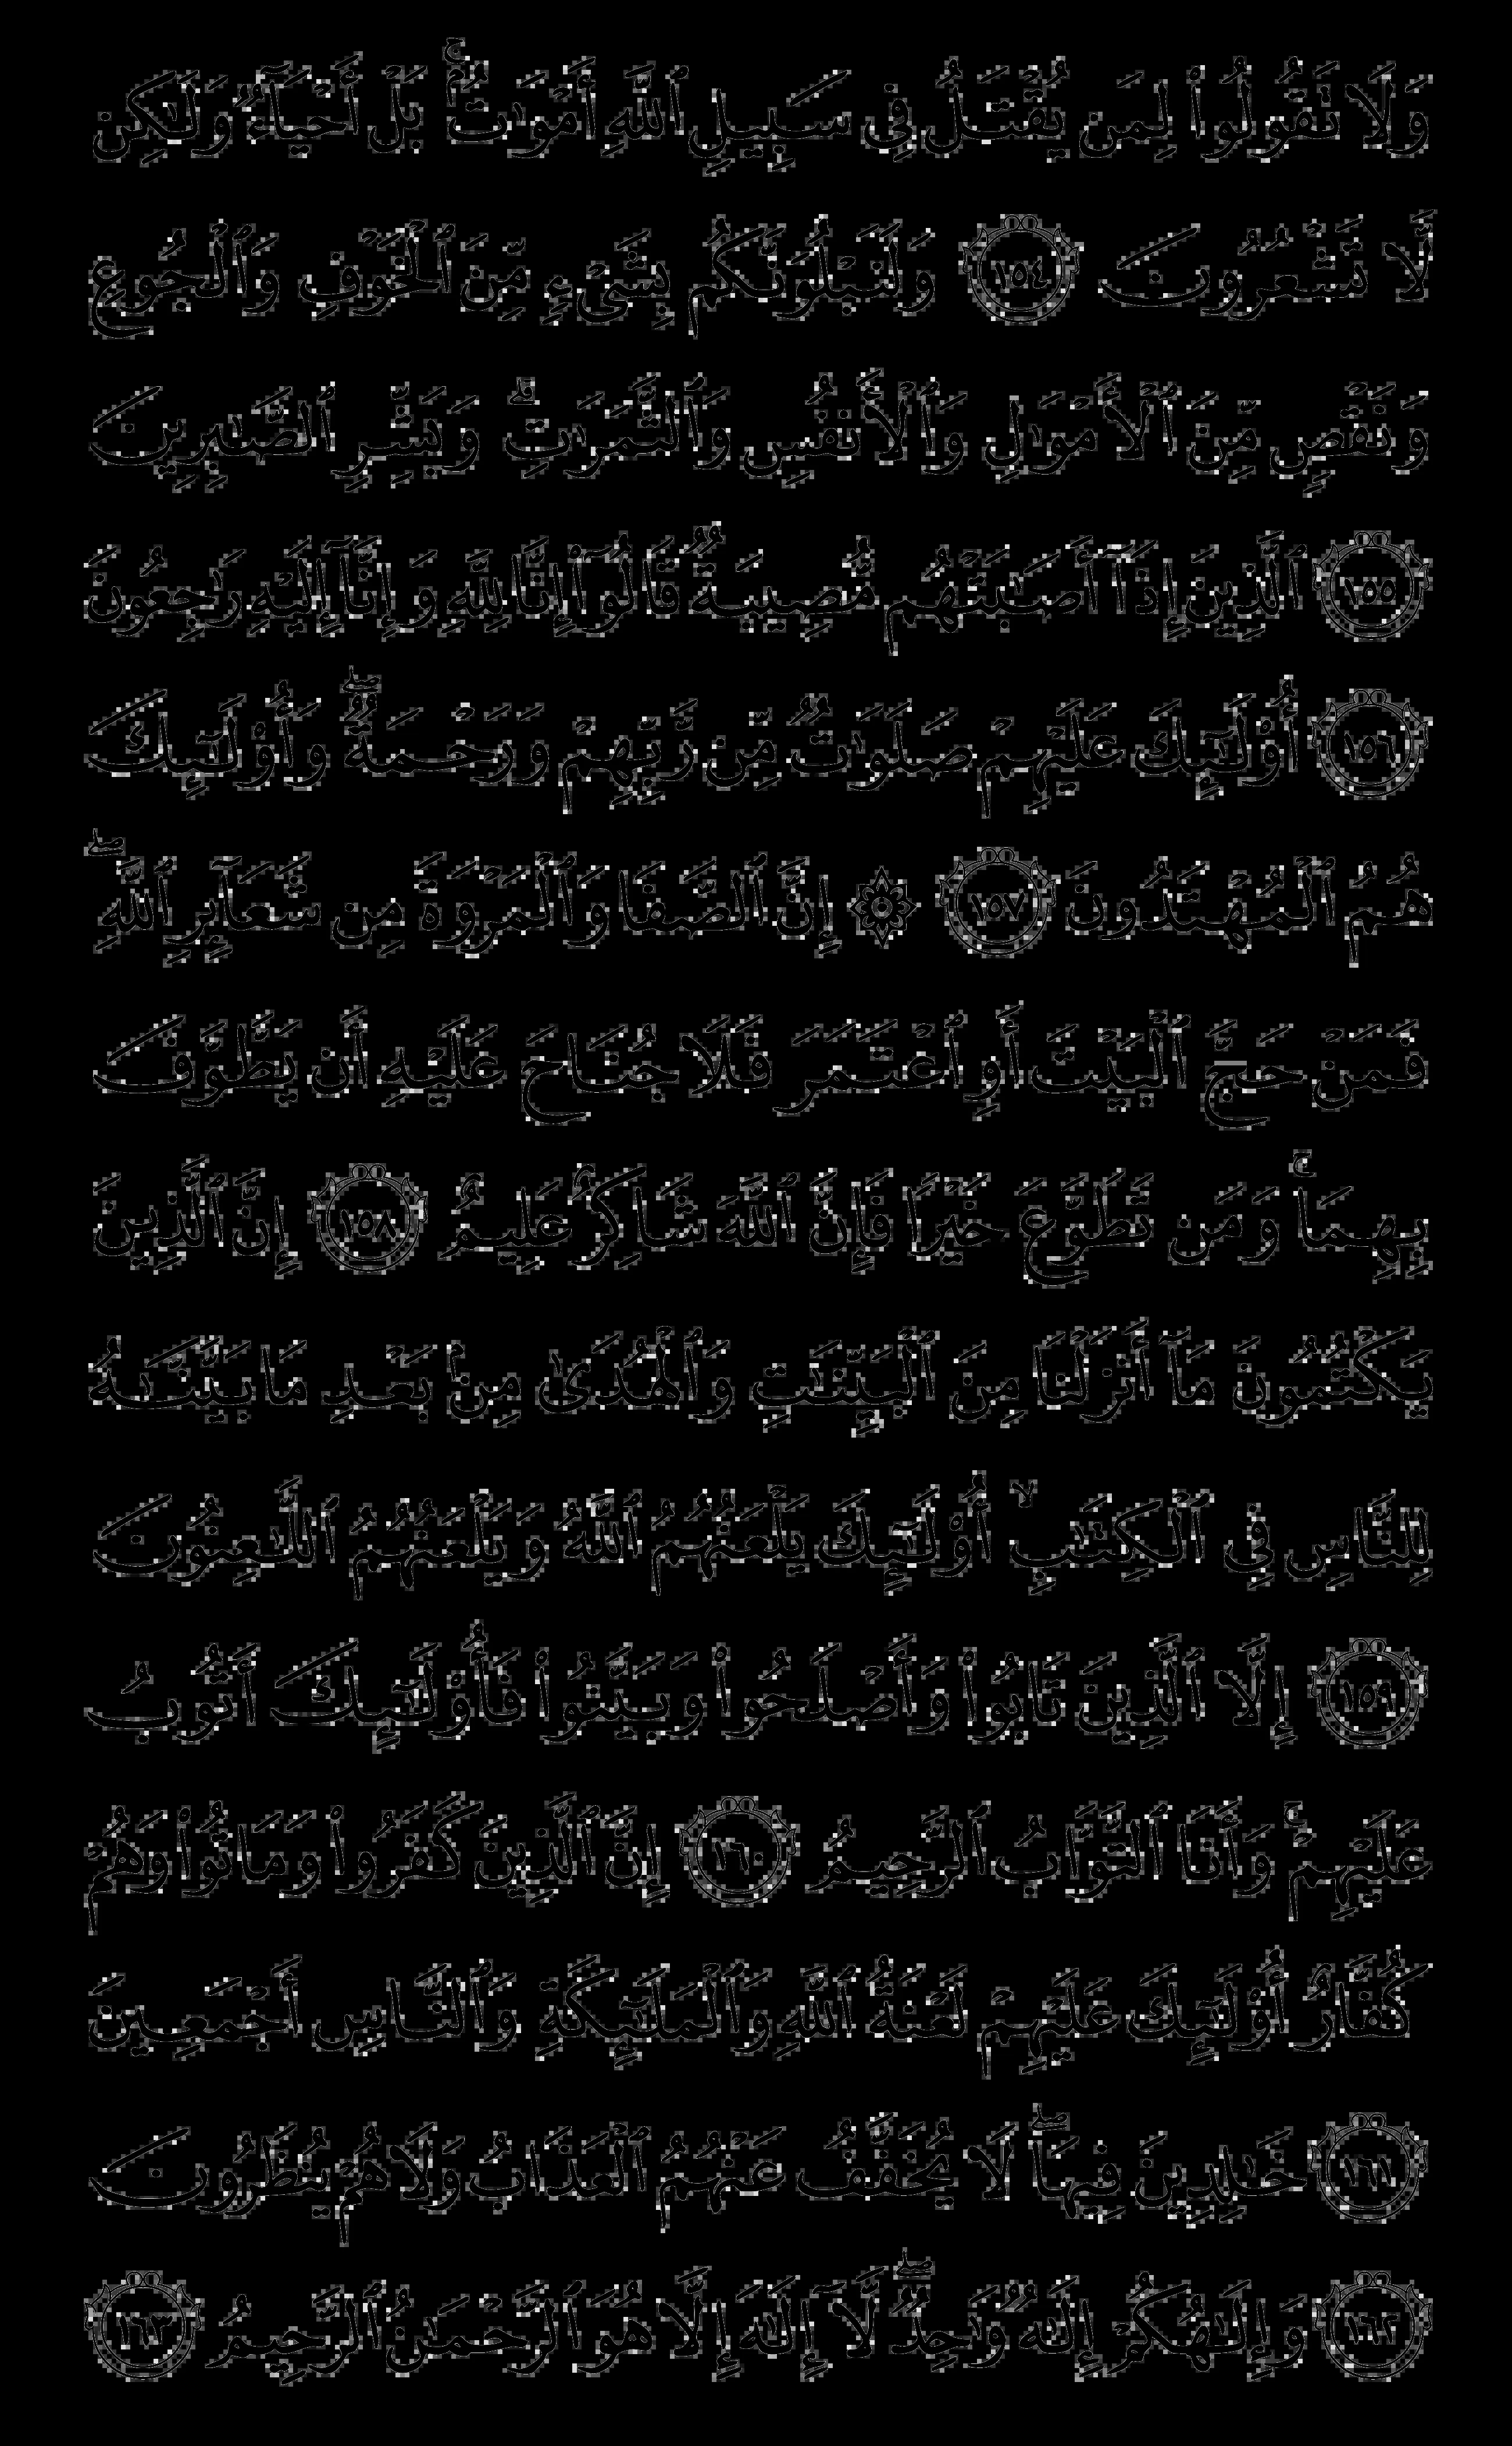 وَلَا تَقُولُوا۟ لِمَن يُقْتَلُ فِى سَبِيلِ ٱللَّهِ أَمْوَٰتٌۢ ۚ بَلْ أَحْيَآءٌ وَلَـٰكِن
لَّا تَشْعُرُونَ ١٥٤ وَلَنَبْلُوَنَّكُم بِشَىْءٍ مِّنَ ٱلْخَوْفِ وَٱلْجُوعِ
وَنَقْصٍ مِّنَ ٱلْأَمْوَٰلِ وَٱلْأَنفُسِ وَٱلثَّمَرَٰتِ ۗ وَبَشِّرِ ٱلصَّـٰبِرِينَ
١٥٥ ٱلَّذِينَ إِذَآ أَصَـٰبَتْهُم مُّصِيبَةٌ قَالُوٓا۟ إِنَّا لِلَّهِ وَإِنَّآ إِلَيْهِ رَٰجِعُونَ
١٥٦ أُو۟لَـٰٓئِكَ عَلَيْهِمْ صَلَوَٰتٌ مِّن رَّبِّهِمْ وَرَحْمَةٌ ۖ وَأُو۟لَـٰٓئِكَ
هُمُ ٱلْمُهْتَدُونَ ١٥٧ ۞ إِنَّ ٱلصَّفَا وَٱلْمَرْوَةَ مِن شَعَآئِرِ ٱللَّهِ ۖ
فَمَنْ حَجَّ ٱلْبَيْتَ أَوِ ٱعْتَمَرَ فَلَا جُنَاحَ عَلَيْهِ أَن يَطَّوَّفَ
بِهِمَا ۚ وَمَن تَطَوَّعَ خَيْرًا فَإِنَّ ٱللَّهَ شَاكِرٌ عَلِيمٌ ١٥٨ إِنَّ ٱلَّذِينَ
يَكْتُمُونَ مَآ أَنزَلْنَا مِنَ ٱلْبَيِّنَـٰتِ وَٱلْهُدَىٰ مِنۢ بَعْدِ مَا بَيَّنَّـٰهُ
لِلنَّاسِ فِى ٱلْكِتَـٰبِ ۙ أُو۟لَـٰٓئِكَ يَلْعَنُهُمُ ٱللَّهُ وَيَلْعَنُهُمُ ٱللَّـٰعِنُونَ
١٥٩ إِلَّا ٱلَّذِينَ تَابُوا۟ وَأَصْلَحُوا۟ وَبَيَّنُوا۟ فَأُو۟لَـٰٓئِكَ أَتُوبُ
عَلَيْهِمْ ۚ وَأَنَا ٱلتَّوَّابُ ٱلرَّحِيمُ ١٦٠ إِنَّ ٱلَّذِينَ كَفَرُوا۟ وَمَاتُوا۟ وَهُمْ
كُفَّارٌ أُو۟لَـٰٓئِكَ عَلَيْهِمْ لَعْنَةُ ٱللَّهِ وَٱلْمَلَـٰٓئِكَةِ وَٱلنَّاسِ أَجْمَعِينَ
١٦١ خَـٰلِدِينَ فِيهَا ۖ لَا يُخَفَّفُ عَنْهُمُ ٱلْعَذَابُ وَلَا هُمْ يُنظَرُونَ
١٦٢ وَإِلَـٰهُكُمْ إِلَـٰهٌ وَٰحِدٌ ۖ لَّآ إِلَـٰهَ إِلَّا هُوَ ٱلرَّحْمَـٰنُ ٱلرَّحِيمُ ١٦٣